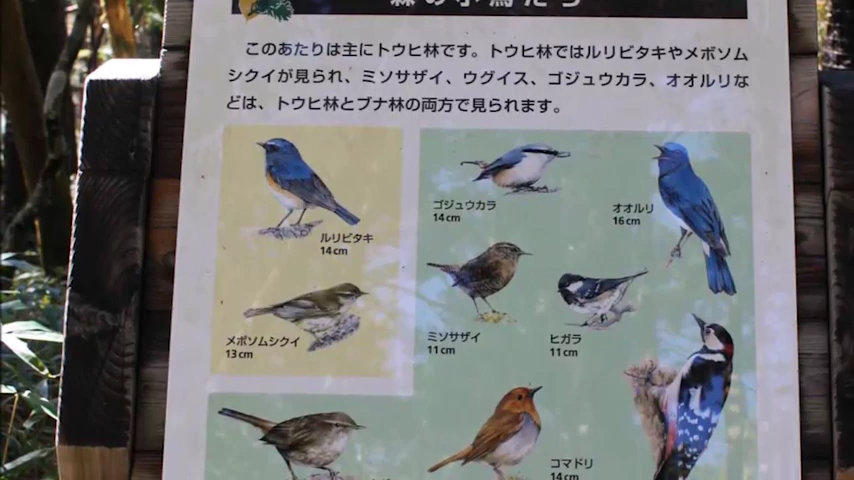 森の小鳥たち
このあたりは主にトウヒ林です。トウヒ林ではルリビタキやメボソム
シクイが見られ、ミソサザイ、ウグイス、ゴジュウカラ、オオルリな
どは、トウヒ林とブナ林の両方で見られます。
ルリビタキ
14cm
ゴジュウカラ
14cm
オオルリ
16cm
メボソムシクイ
13cm
ミソサザイ
11cm
ヒガラ
11cm
コマドリ
14cm